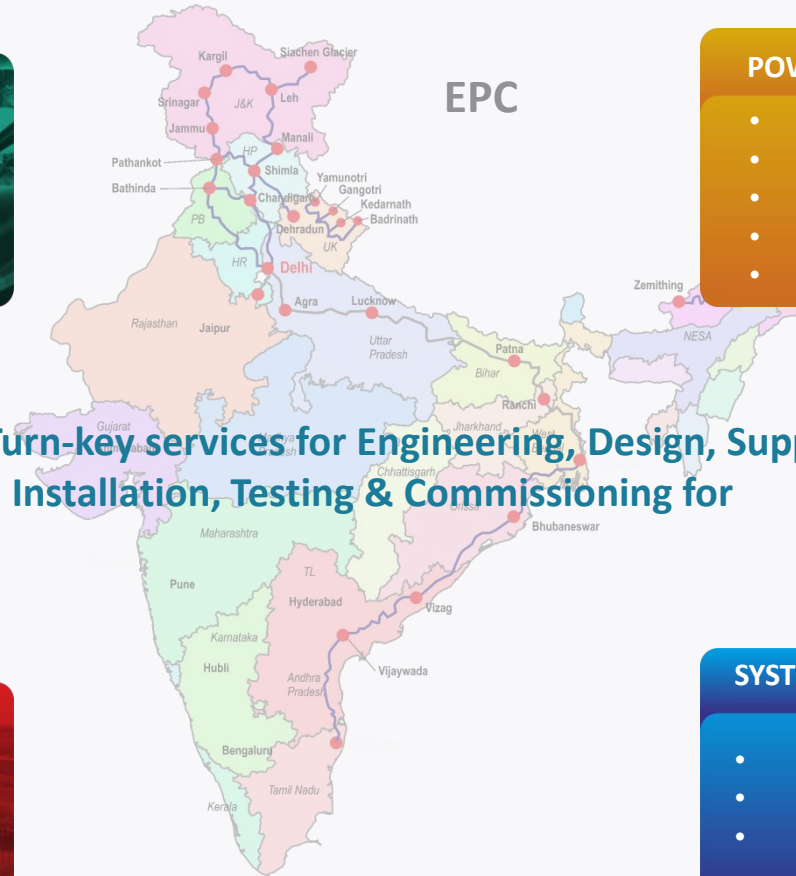 Siachen Glacier
Kargil
EPC
POW
Srinagar
J&K
Leh
Jammu
Manali
HP
Pathankot
Shimla
Yamunotri
Bathinda
Gangotri
Chandigarh
Kedarnath
PB
Badrinath
Dehradun
UK
HR
Delhi
Zemithing
Agra
Lucknow
Rajasthan
Jaipur
NESA
Uttar
Pradesh
Patna
Bihar
Ranchi
Gujarat
Jharkhand
West
Turn-key services for Engineering, Design, Supp
Chhattisgarh
Installation, Testing & Commissioning for
Orissa
Bhubaneswar
Maharashtra
TL
Pune
Hyderabad
Vizag
Karnataka
Hubli
Vijaywada
SYST
Andhra
Pradesh
Bengaluru
Tamil Nadu
Kerala